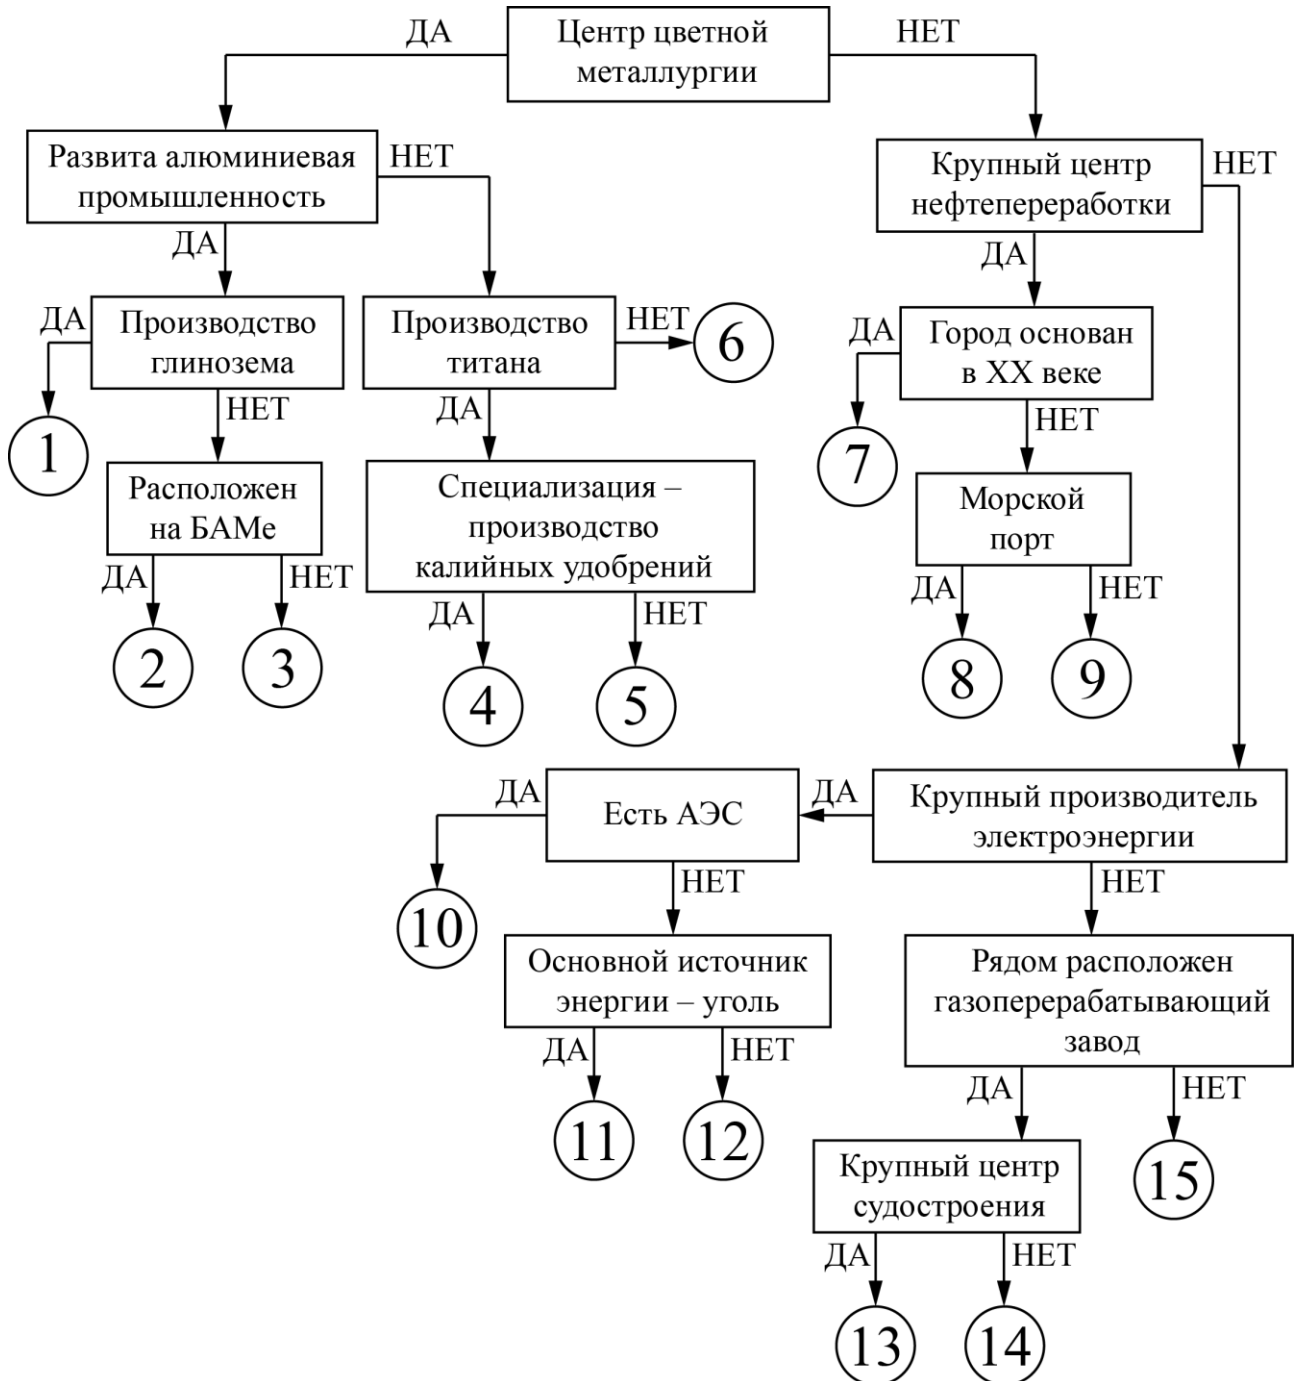 ДА
Центр цветной
металлургии
НЕТ
Развита алюминиевая
промышленность
НЕТ
ДА
Крупный центр
нефтепереработки
НЕТ
ДА
ДА
Производство
глинозема
НЕТ
Производство
титана
НЕТ
6
ДА
ДА
Город основан
в XX веке
НЕТ
1
7
Расположен
на БАМе
ДА
НЕТ
Специализация –
производство
калийных удобрений
ДА
НЕТ
Морской
порт
ДА
НЕТ
2
3
4
5
8
9
ДА
Есть АЭС
ДА
Крупный производитель
электроэнергии
НЕТ
НЕТ
10
Основной источник
энергии – уголь
ДА
НЕТ
Рядом расположен
газоперерабатывающий
завод
ДА
НЕТ
11
12
Крупный центр
судостроения
15
ДА
НЕТ
13
14